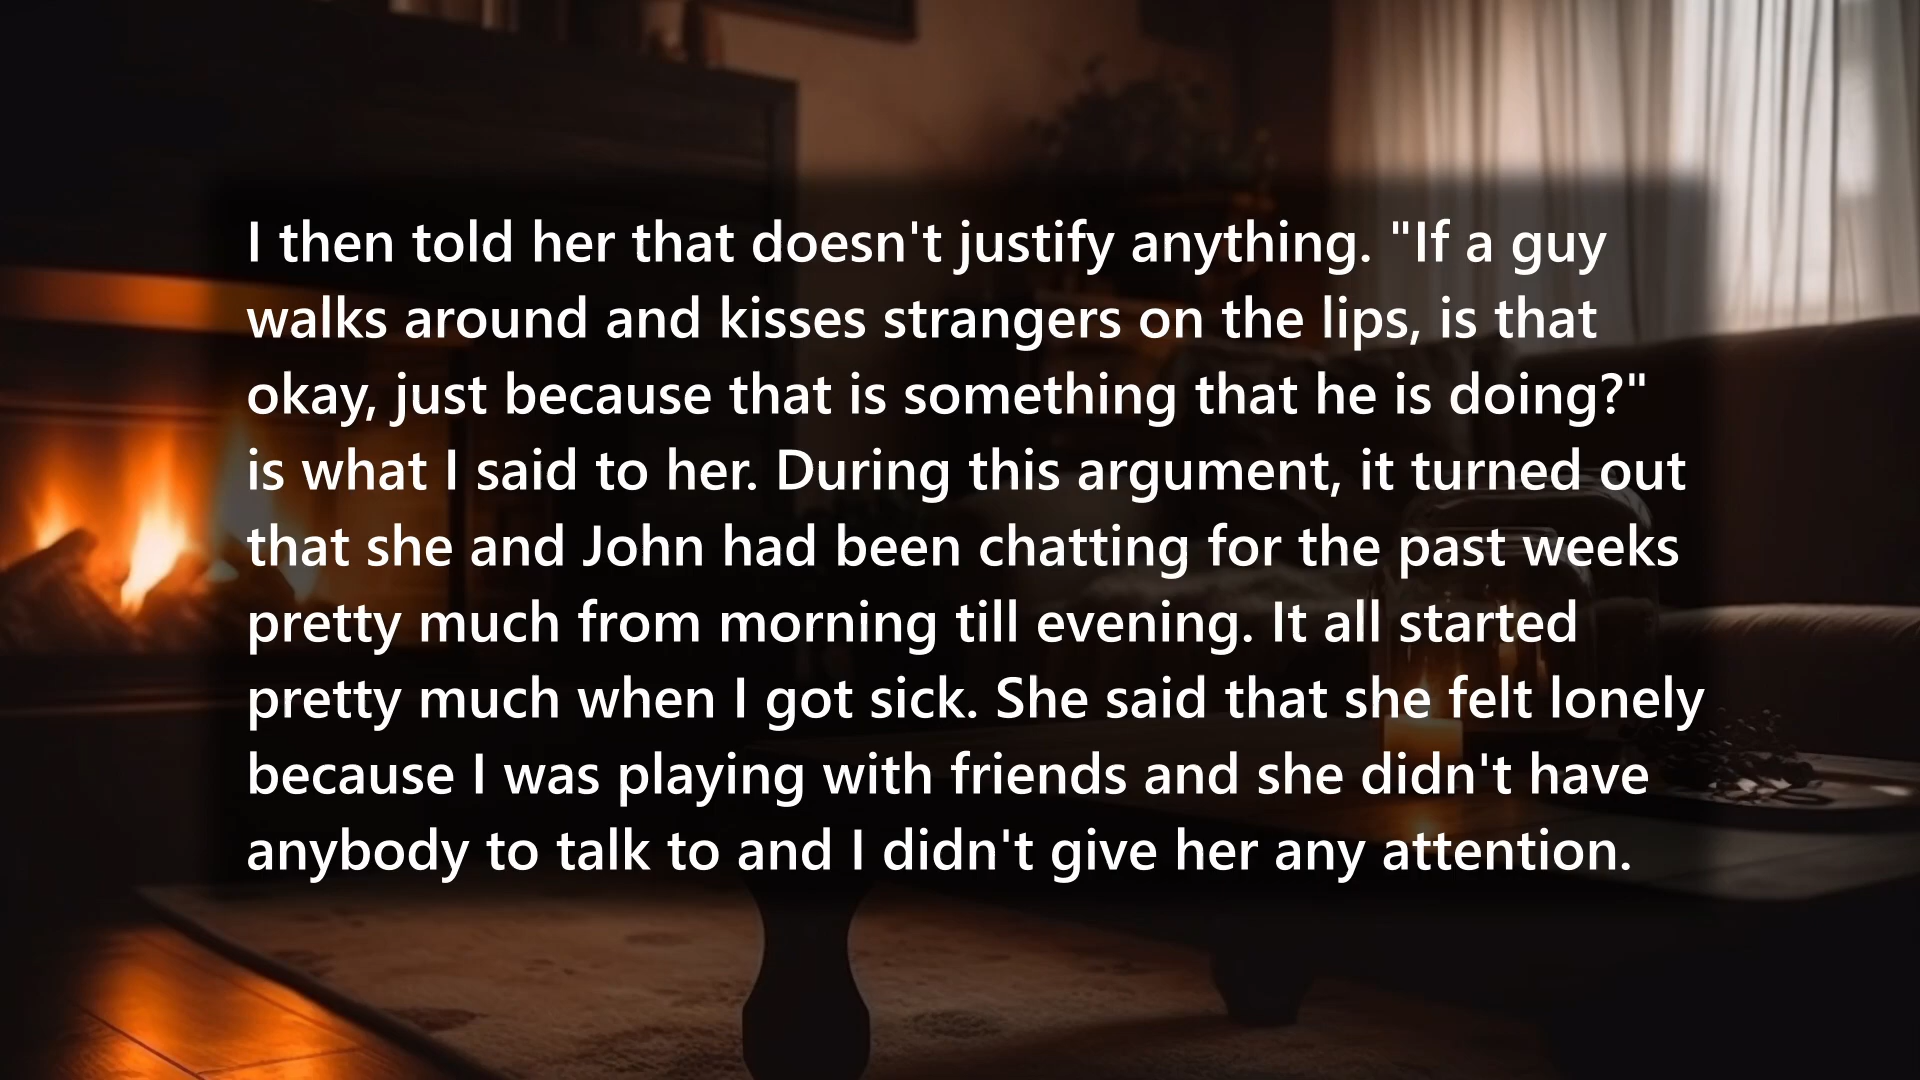 I then told her that doesn't justify anything. "If a guy
walks around and kisses strangers on the lips, is that
okay, just because that is something that he is doing?"
is what I said to her. During this argument, it turned out
that she and John had been chatting for the past weeks
pretty much from morning till evening. It all started
pretty much when I got sick. She said that she felt lonely
because I was playing with friends and she didn't have
anybody to talk to and I didn't give her any attention.